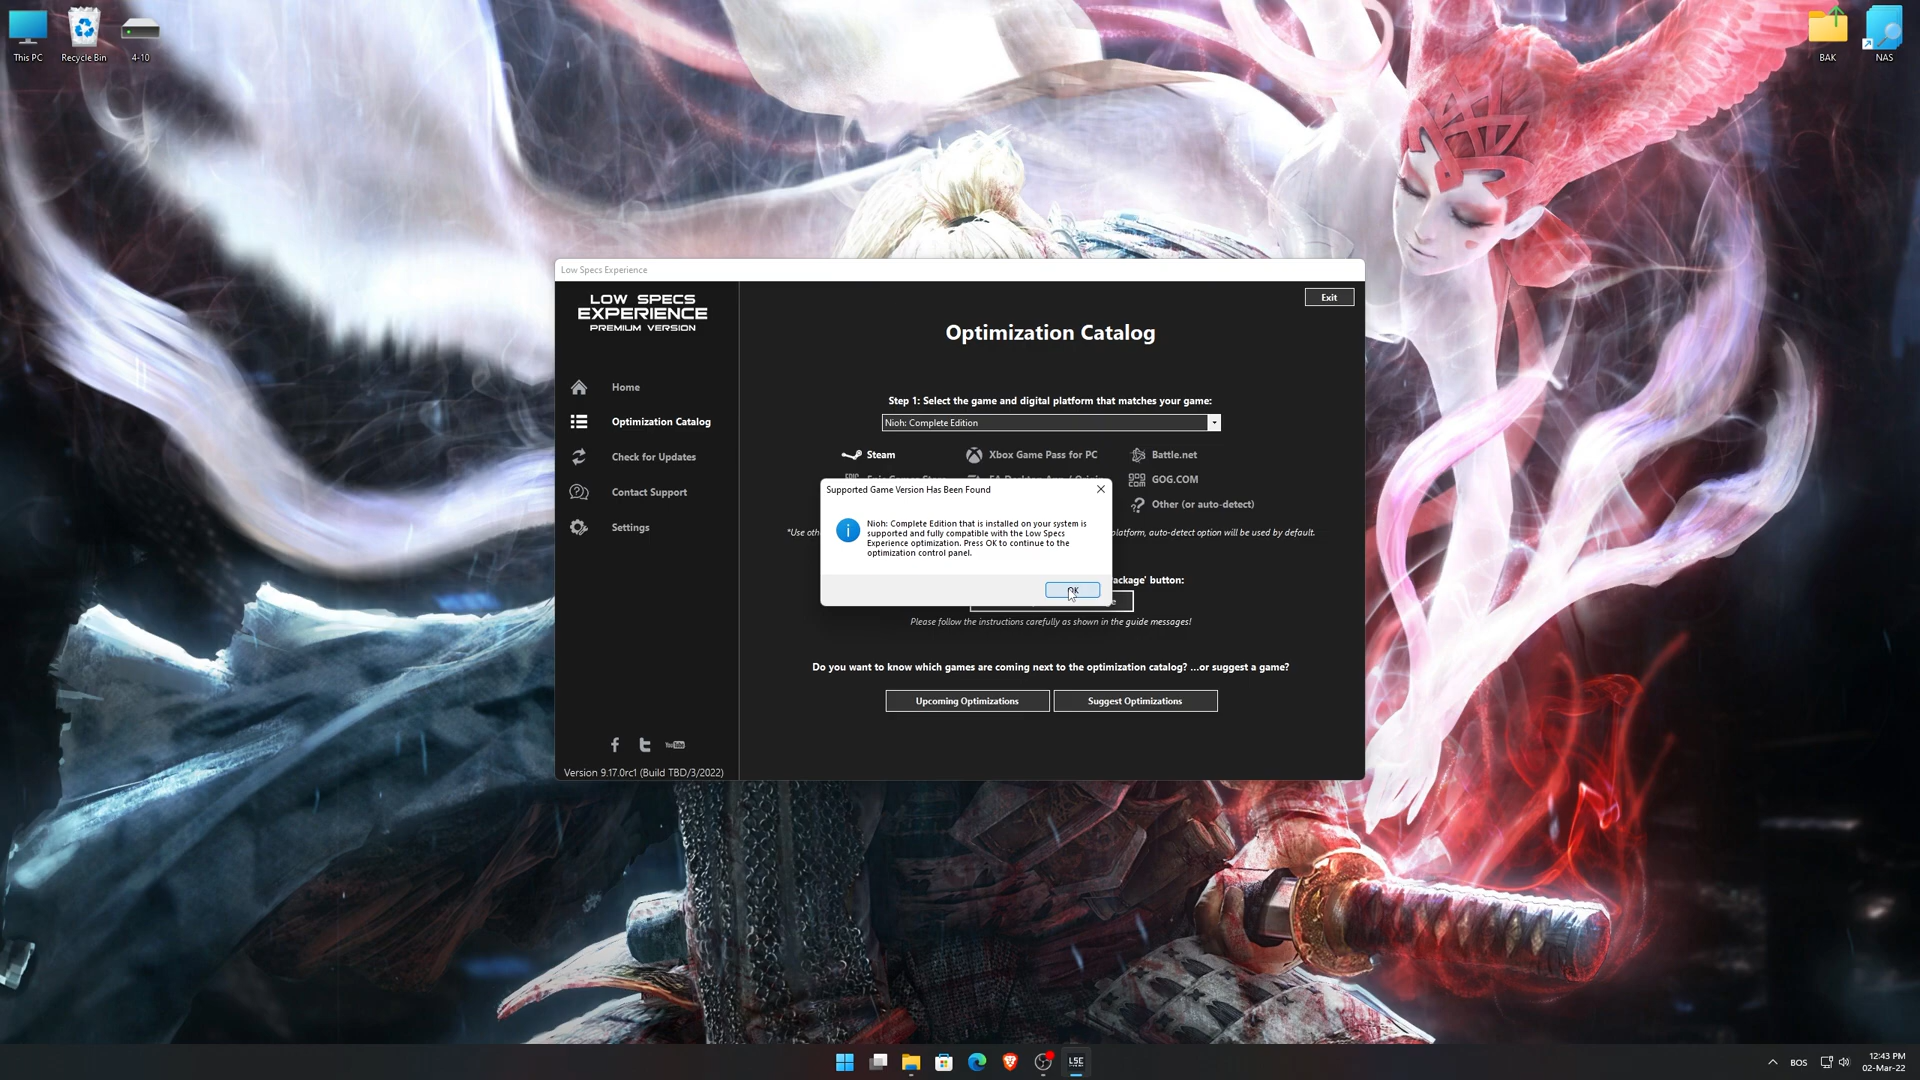 This PC
Recycle Bin
4-10
BAK
NAS
Low Specs Experience
LOW SPECS
EXPERIENCE
PREMIUM VERSION
Exit
Home
Optimization Catalog
Check for Updates
Contact Support
Settings
Version 9.17.0rc1 (Build TBD/3/2022)
Optimization Catalog
Step 1: Select the game and digital platform that matches your game:
Nioh: Complete Edition
Steam
Xbox Game Pass for PC
Battle.net
GOG.COM
Other (or auto-detect)
*Use
platform, auto-detect option will be used by default.
Supported Game Version Has Been Found
Nioh: Complete Edition that is installed on your system is
supported and fully compatible with the Low Specs
Experience optimization. Press OK to continue to the
optimization control panel.
OK
ackage' button:
Please follow the instructions carefully as shown in the guide messages!
Do you want to know which games are coming next to the optimization catalog? ...or suggest a game?
Upcoming Optimizations
Suggest Optimizations
LSE
BOS
12:43 PM
02-Mar-22